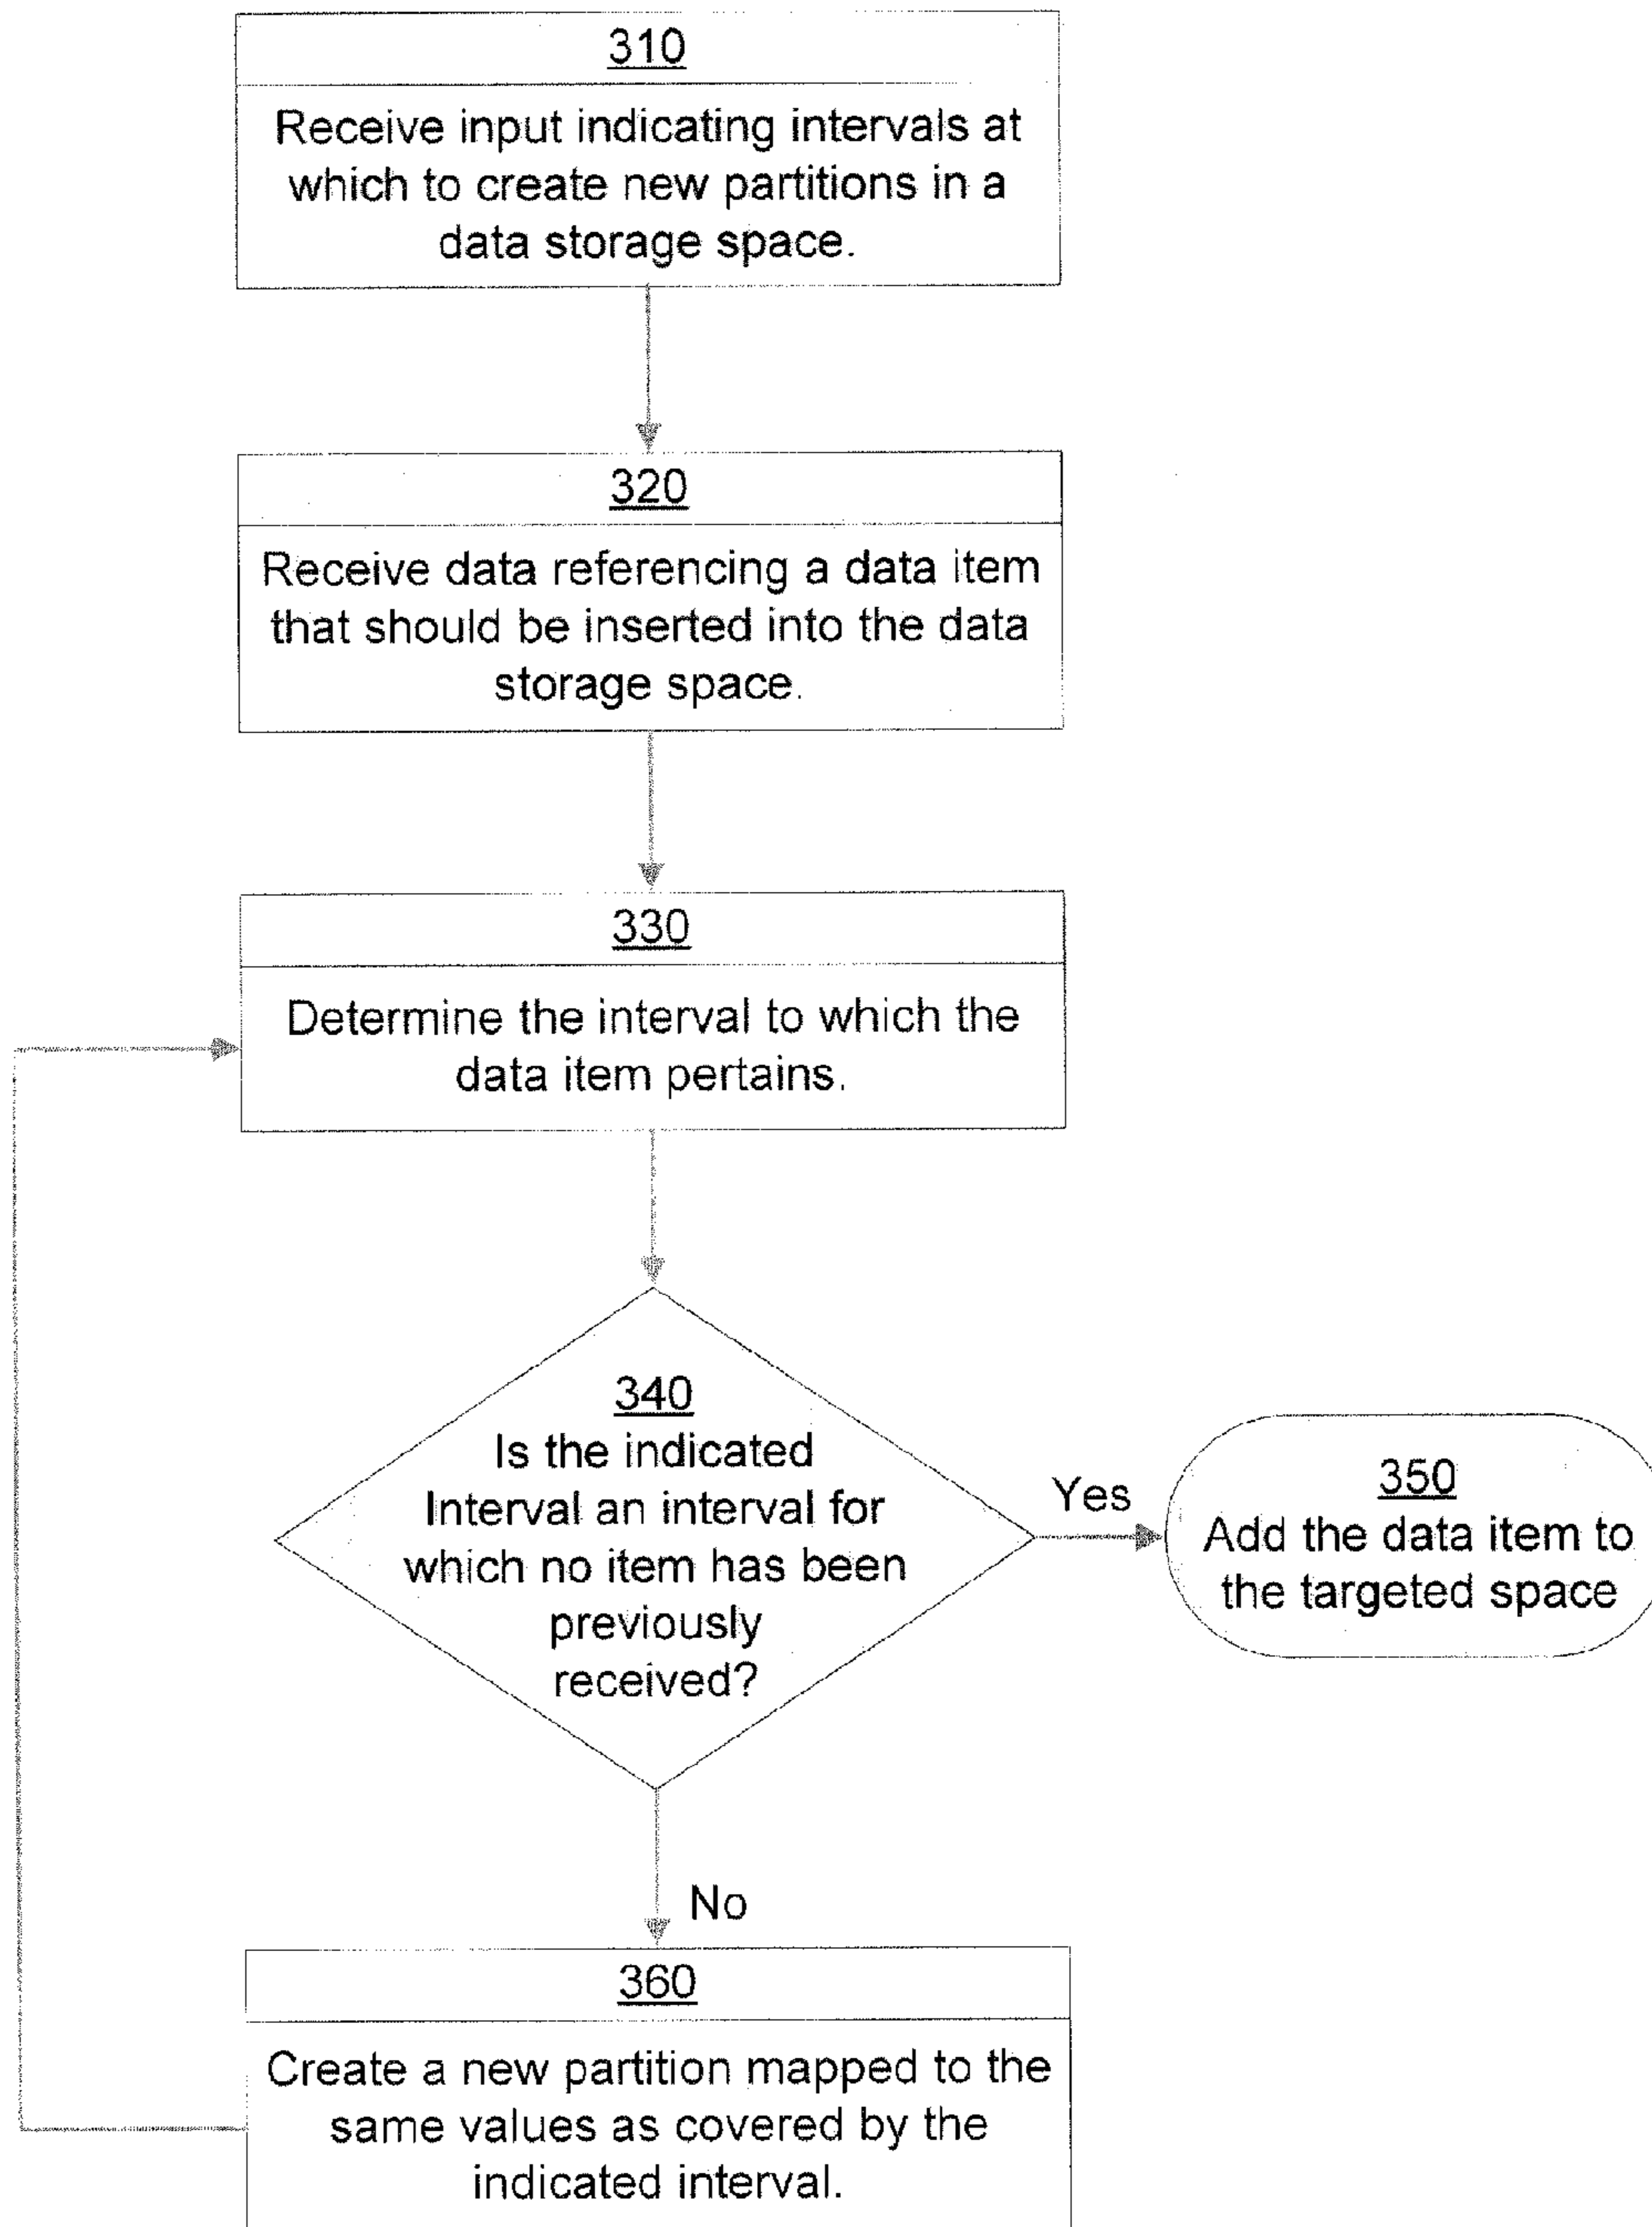 310
Receive input indicating intervals at
which to create new partitions in a
data storage space.
320
Receive data referencing a data item
that should be inserted into the data
storage space.
330
Determine the interval to which the
data item pertains.
340
Is the indicated
Interval an interval for
which no item has been
previously
received?
Yes
350
Add the data item to
the targeted space
No
360
Create a new partition mapped to the
same values as covered by the
indicated interval.